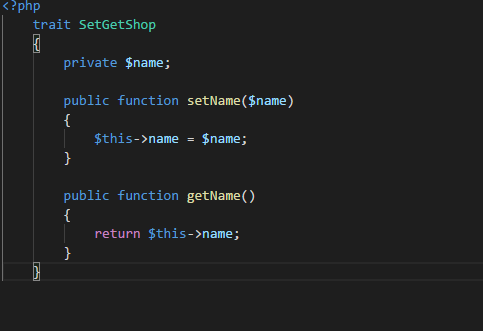 <?php
trait SetGetShop
{
private $name;
public function setName($name)
{
$this->name = $name;
}
public function getName()
{
return $this->name;
}
}